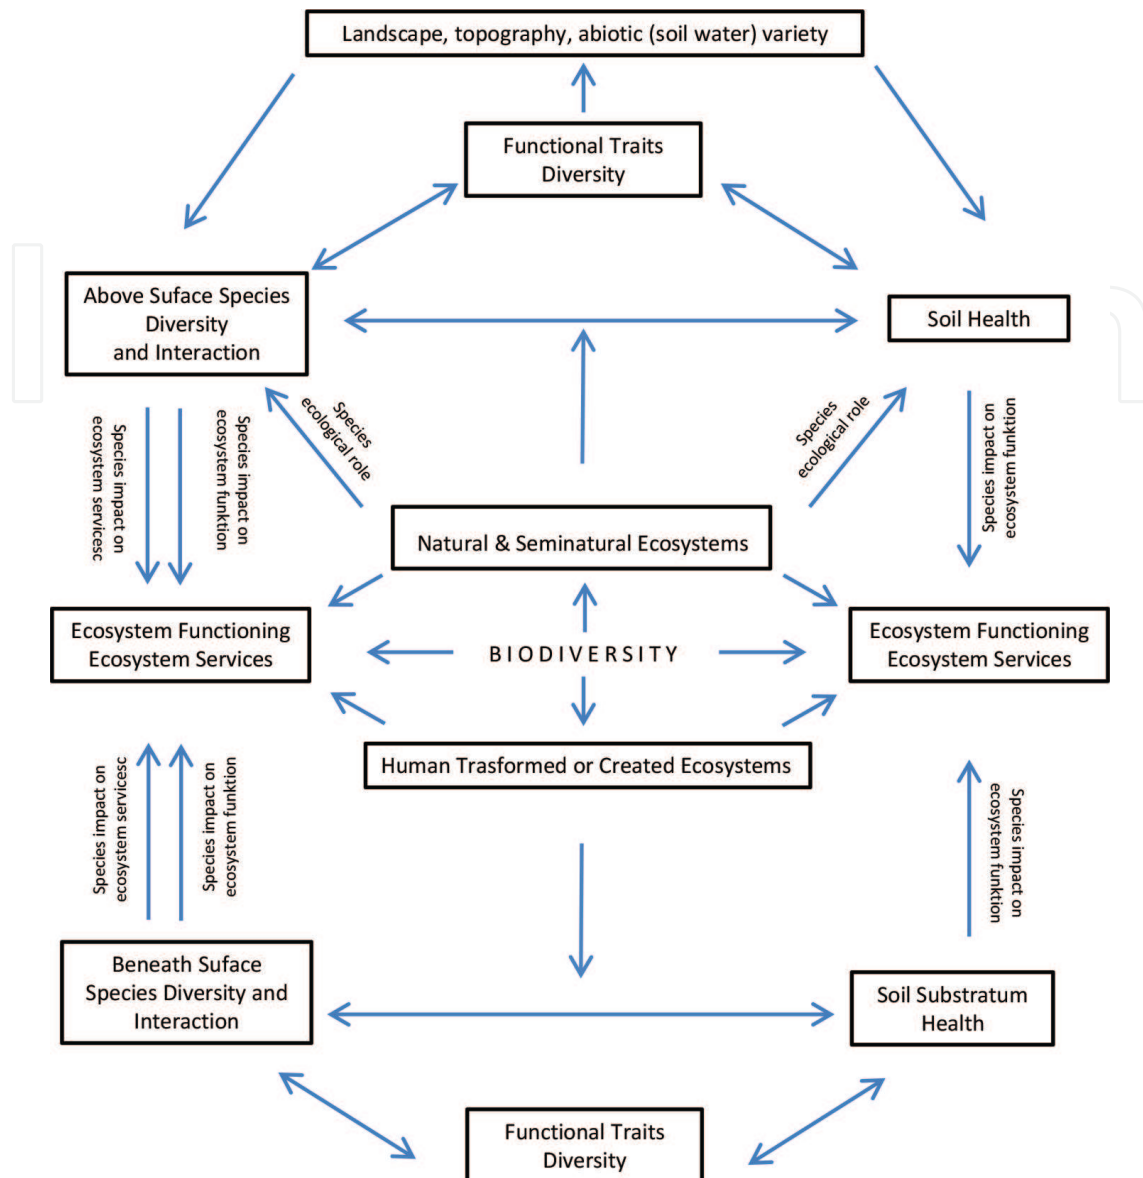 Landscape, topography, abiotic (soil water) variety
Functional Traits
Diversity
Above Suface Species
Diversity
and Interaction
Soil Health
Species impact on
ecosystem servicesc
Species impact on
ecosystem funktion
Species
ecological role
Species
ecological role
Species impact on
ecosystem funktion
Natural & Seminatural Ecosystems
Ecosystem Functioning
Ecosystem Services
BIODIVERSITY
Ecosystem Functioning
Ecosystem Services
Human Trasformed or Created Ecosystems
Species impact on
ecosystem servicesc
Species impact on
ecosystem funktion
Species impact on
ecosystem funktion
Beneath Suface
Species Diversity and
Interaction
Soil Substratum
Health
Functional Traits
Diversity